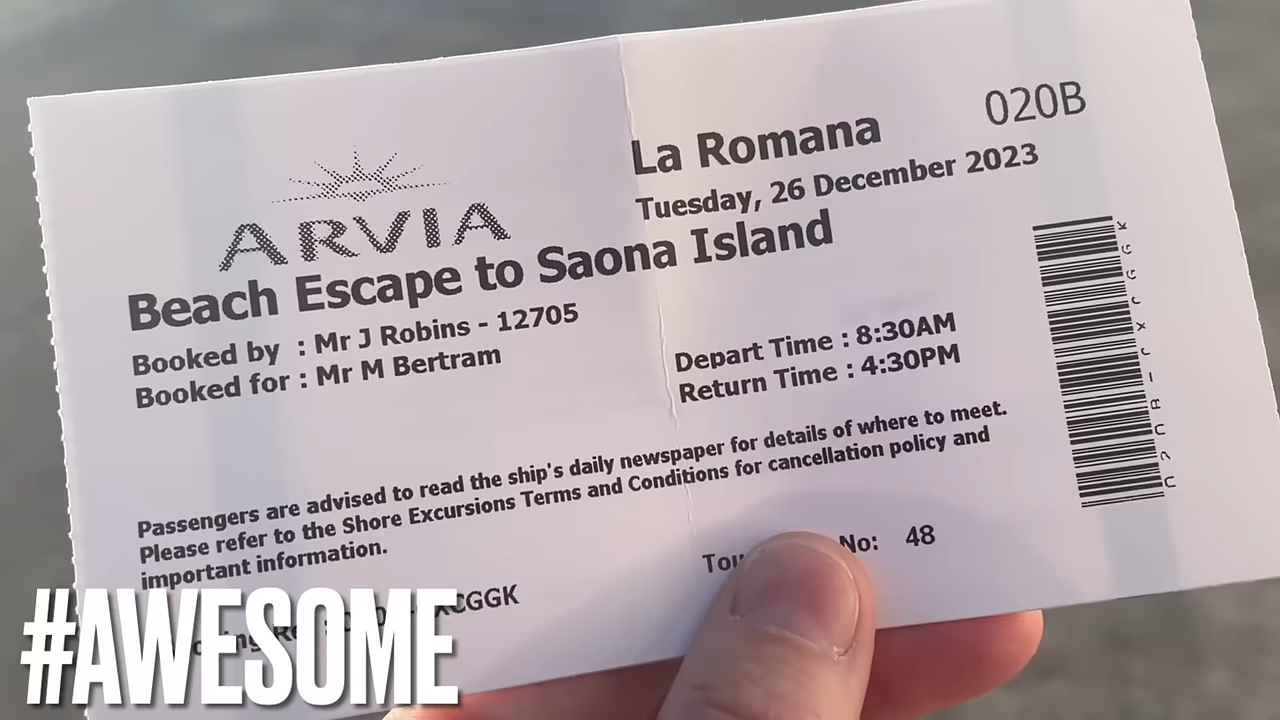 La Romana 020B
Tuesday, 26 December 2023
ARVIA
Beach Escape to Saona Island
Booked by : Mr J Robins - 12705
Booked for : Mr M Bertram
Depart Time : 8:30AM
Return Time : 4:30PM
Passengers are advised to read the ship's daily newspaper for details of where to meet.
Please refer to the Shore Excursions Terms and Conditions for cancellation policy and
important information.
No: 48
#AWESOME